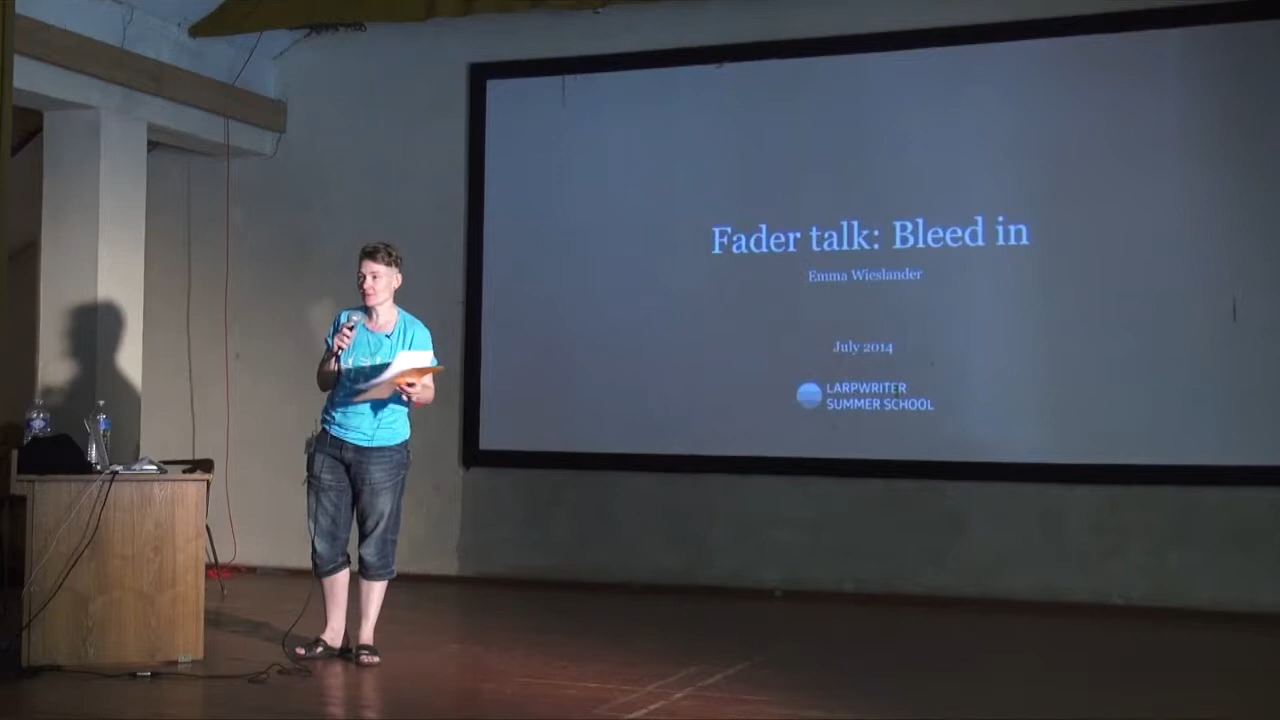 Fader talk: Bleed in
Emma Wieslander
July 2014
LARPWRITER
SUMMER SCHOOL